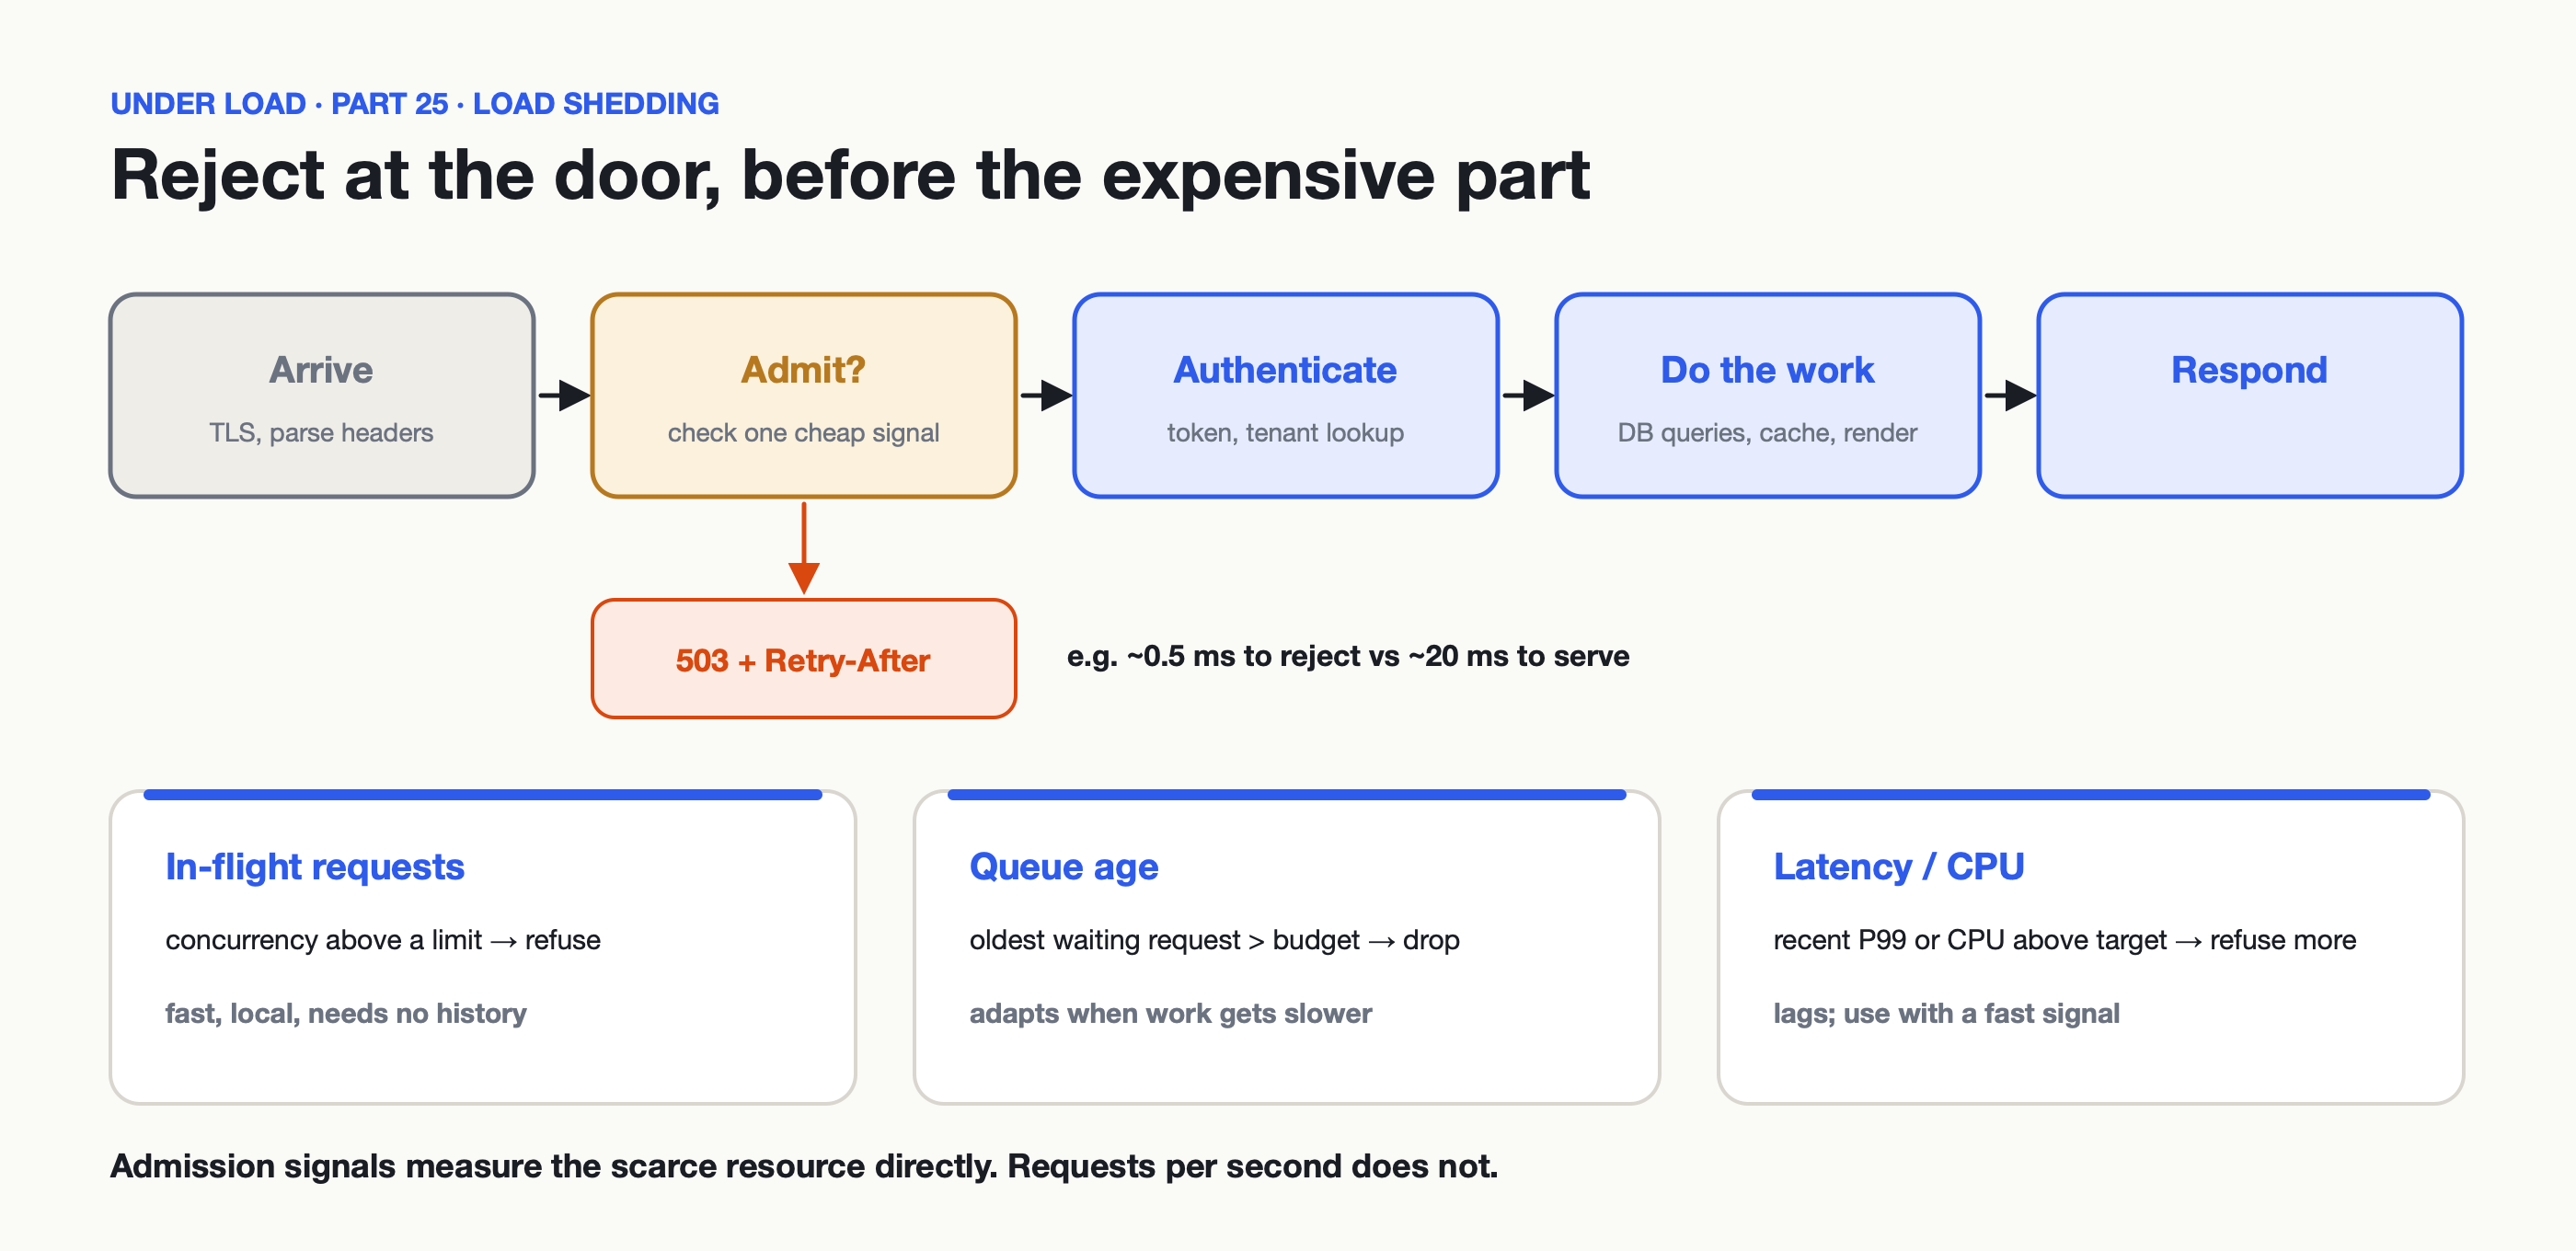 UNDER LOAD · PART 25 · LOAD SHEDDING
Reject at the door, before the expensive part
Arrive
TLS, parse headers
Admit?
check one cheap signal
Authenticate
token, tenant lookup
Do the work
DB queries, cache, render
Respond
503 + Retry-After
e.g. ~0.5 ms to reject vs ~20 ms to serve
In-flight requests
concurrency above a limit → refuse
fast, local, needs no history
Queue age
oldest waiting request > budget → drop
adapts when work gets slower
Latency / CPU
recent P99 or CPU above target → refuse more
lags; use with a fast signal
Admission signals measure the scarce resource directly. Requests per second does not.